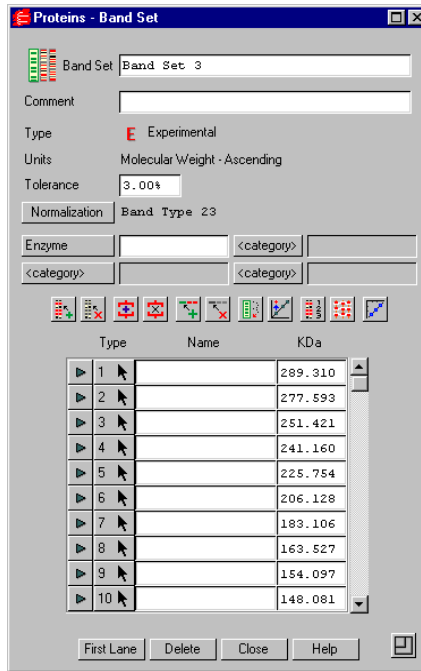 Proteins - Band Set
Band Set Band Set 3
Comment
Type E Experimental
Units Molecular Weight - Ascending
Tolerance 3.00%
Normalization Band Type 23
Enzyme <category>
<category> <category>
Type Name KDa
1 289.310
2 277.593
3 251.421
4 241.160
5 225.754
6 206.128
7 183.106
8 163.527
9 154.097
10 148.081
First Lane Delete Close Help